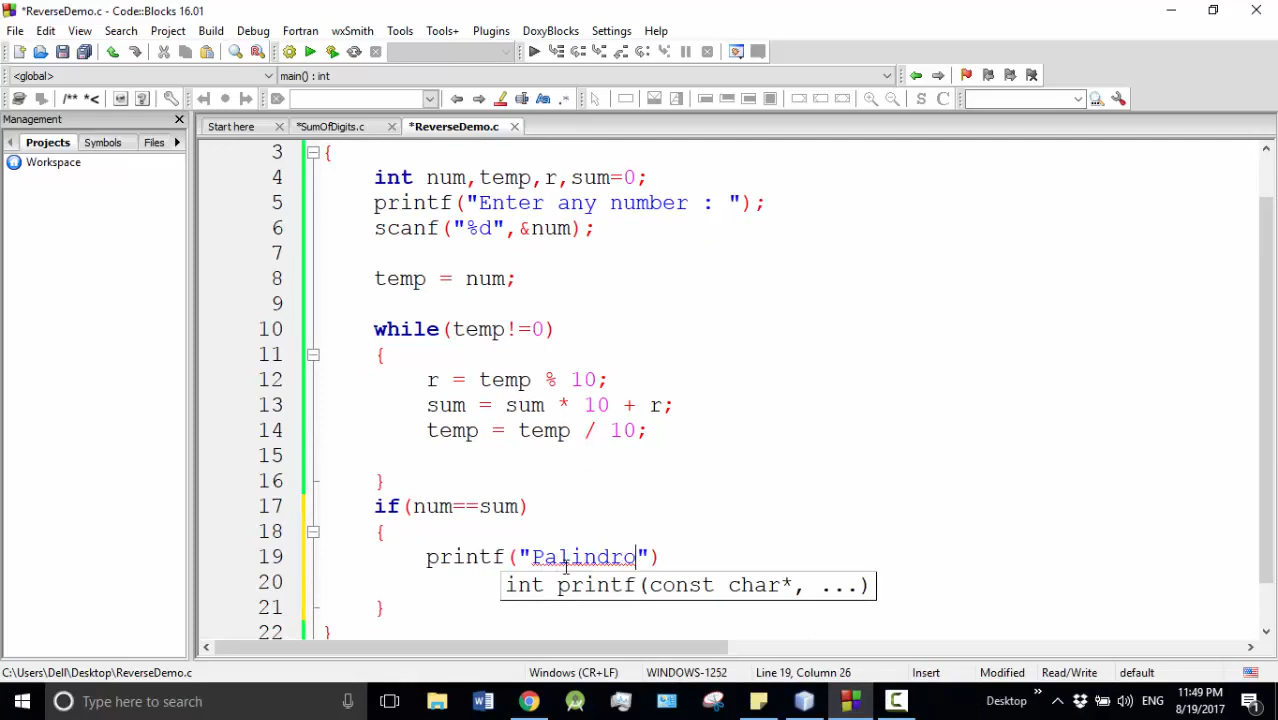 *ReverseDemo.c - Code::Blocks 16.01
File Edit View Search Project Build Debug Fortran wxSmith Tools Tools+ Plugins DoxyBlocks Settings Help
<global> main() : int
/** *< .* S C
Management Start here *SumOfDigits.c *ReverseDemo.c
Projects Symbols Files
Workspace
3 {
4 int num,temp,r,sum=0;
5 printf("Enter any number : ");
6 scanf("%d",&num);
7
8 temp = num;
9
10 while(temp!=0)
11 {
12 r = temp % 10;
13 sum = sum * 10 + r;
14 temp = temp / 10;
15
16 }
17 if(num==sum)
18 {
19 printf("Palindro")
20 int printf(const char*, ...)
21 }
22 }
C:\Users\Dell\Desktop\ReverseDemo.c Windows (CR+LF) WINDOWS-1252 Line 19, Column 26 Insert Modified Read/Write default
Type here to search Desktop ENG 11:49 PM
8/19/2017